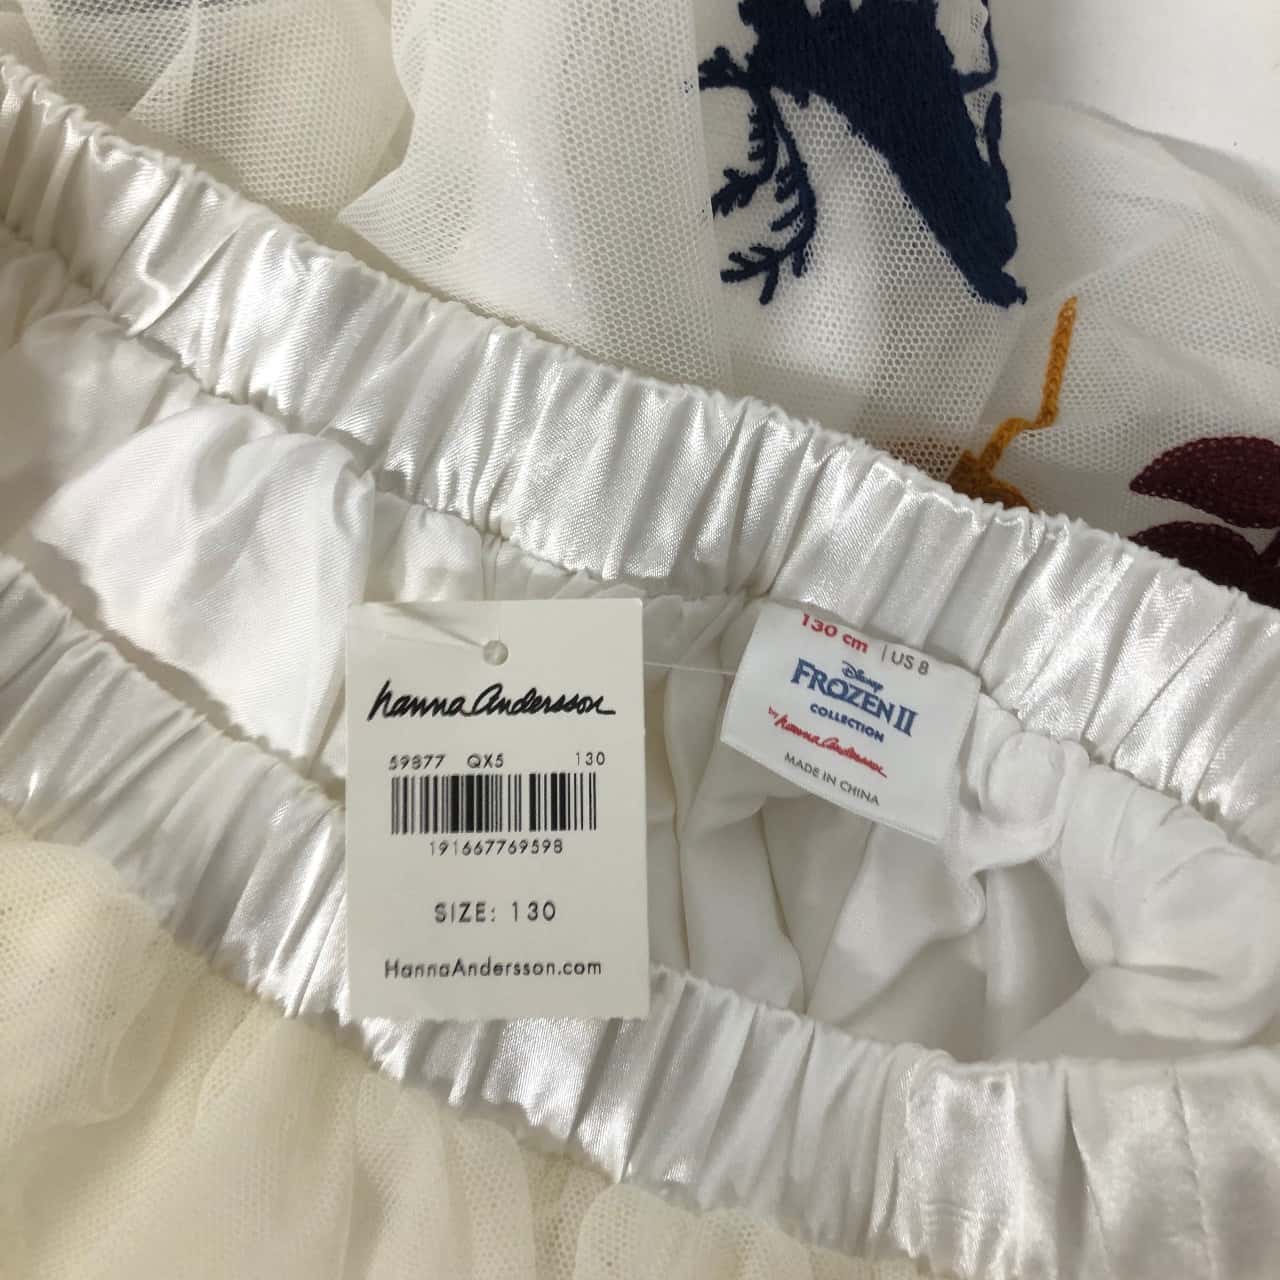 hanna Andersson
59877 QX5 130
191667769598
SIZE: 130
HannaAndersson.com
130 cm | US 8
Disney
FROZEN II
COLLECTION
by hanna Andersson
MADE IN CHINA